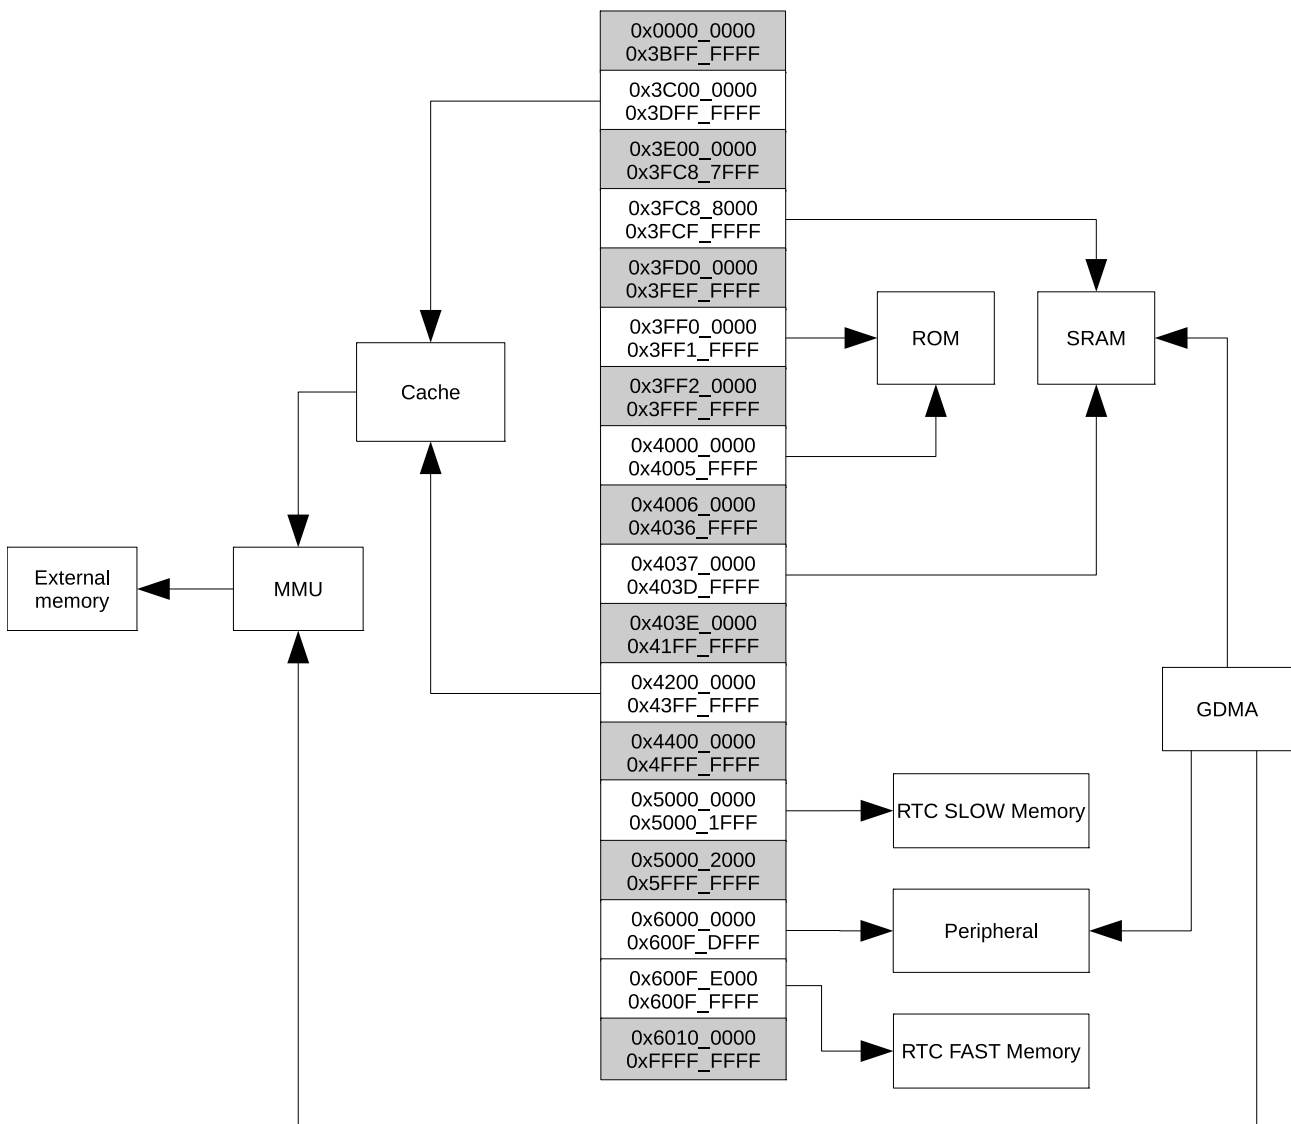 0x0000_0000
0x3BFF_FFFF
0x3C00_0000
0x3DFF_FFFF
0x3E00_0000
0x3FC8_7FFF
0x3FC8_8000
0x3FCF_FFFF
0x3FD0_0000
0x3FEF_FFFF
0x3FF0_0000
0x3FF1_FFFF
0x3FF2_0000
0x3FFF_FFFF
0x4000_0000
0x4005_FFFF
0x4006_0000
0x4036_FFFF
0x4037_0000
0x403D_FFFF
0x403E_0000
0x41FF_FFFF
0x4200_0000
0x43FF_FFFF
0x4400_0000
0x4FFF_FFFF
0x5000_0000
0x5000_1FFF
0x5000_2000
0x5FFF_FFFF
0x6000_0000
0x600F_DFFF
0x600F_E000
0x600F_FFFF
0x6010_0000
0xFFFF_FFFF
Cache
External
memory
MMU
ROM
SRAM
GDMA
RTC SLOW Memory
Peripheral
RTC FAST Memory